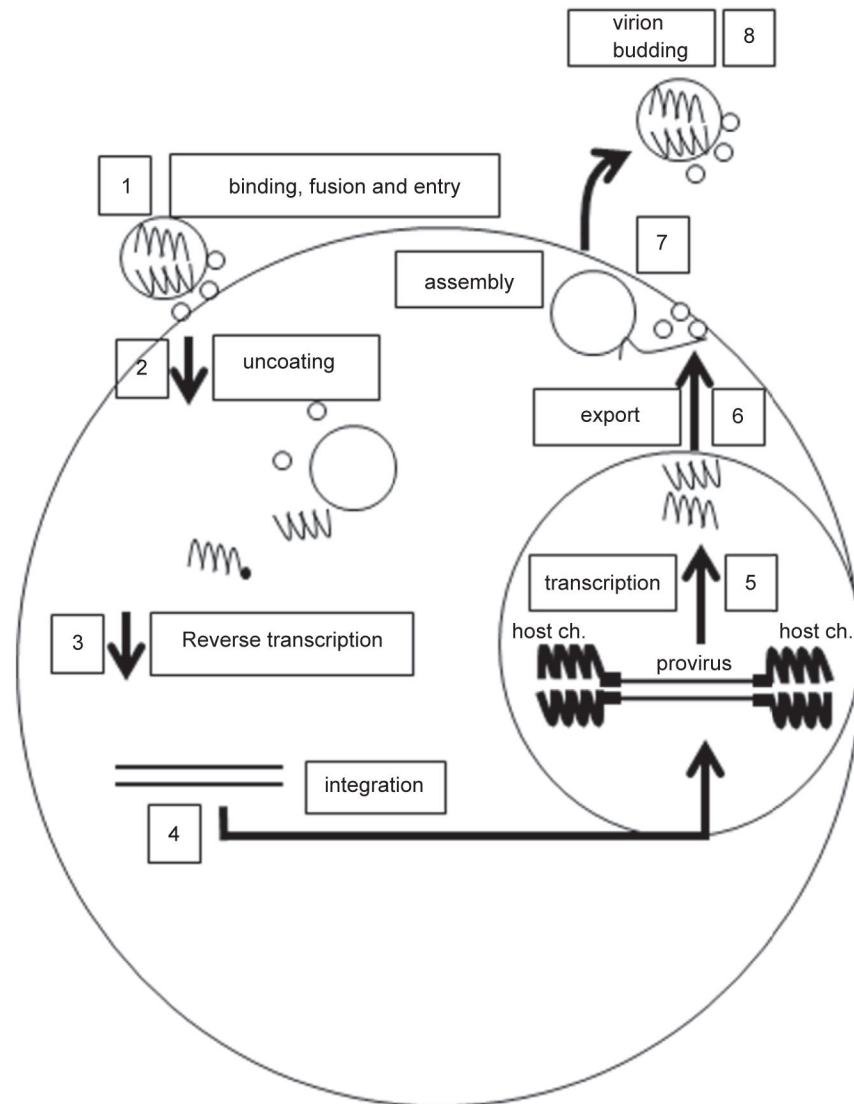 virion
budding
8
1
binding, fusion and entry
7
assembly
2
uncoating
export
6
transcription
5
3
Reverse transcription
host ch.
host ch.
provirus
integration
4